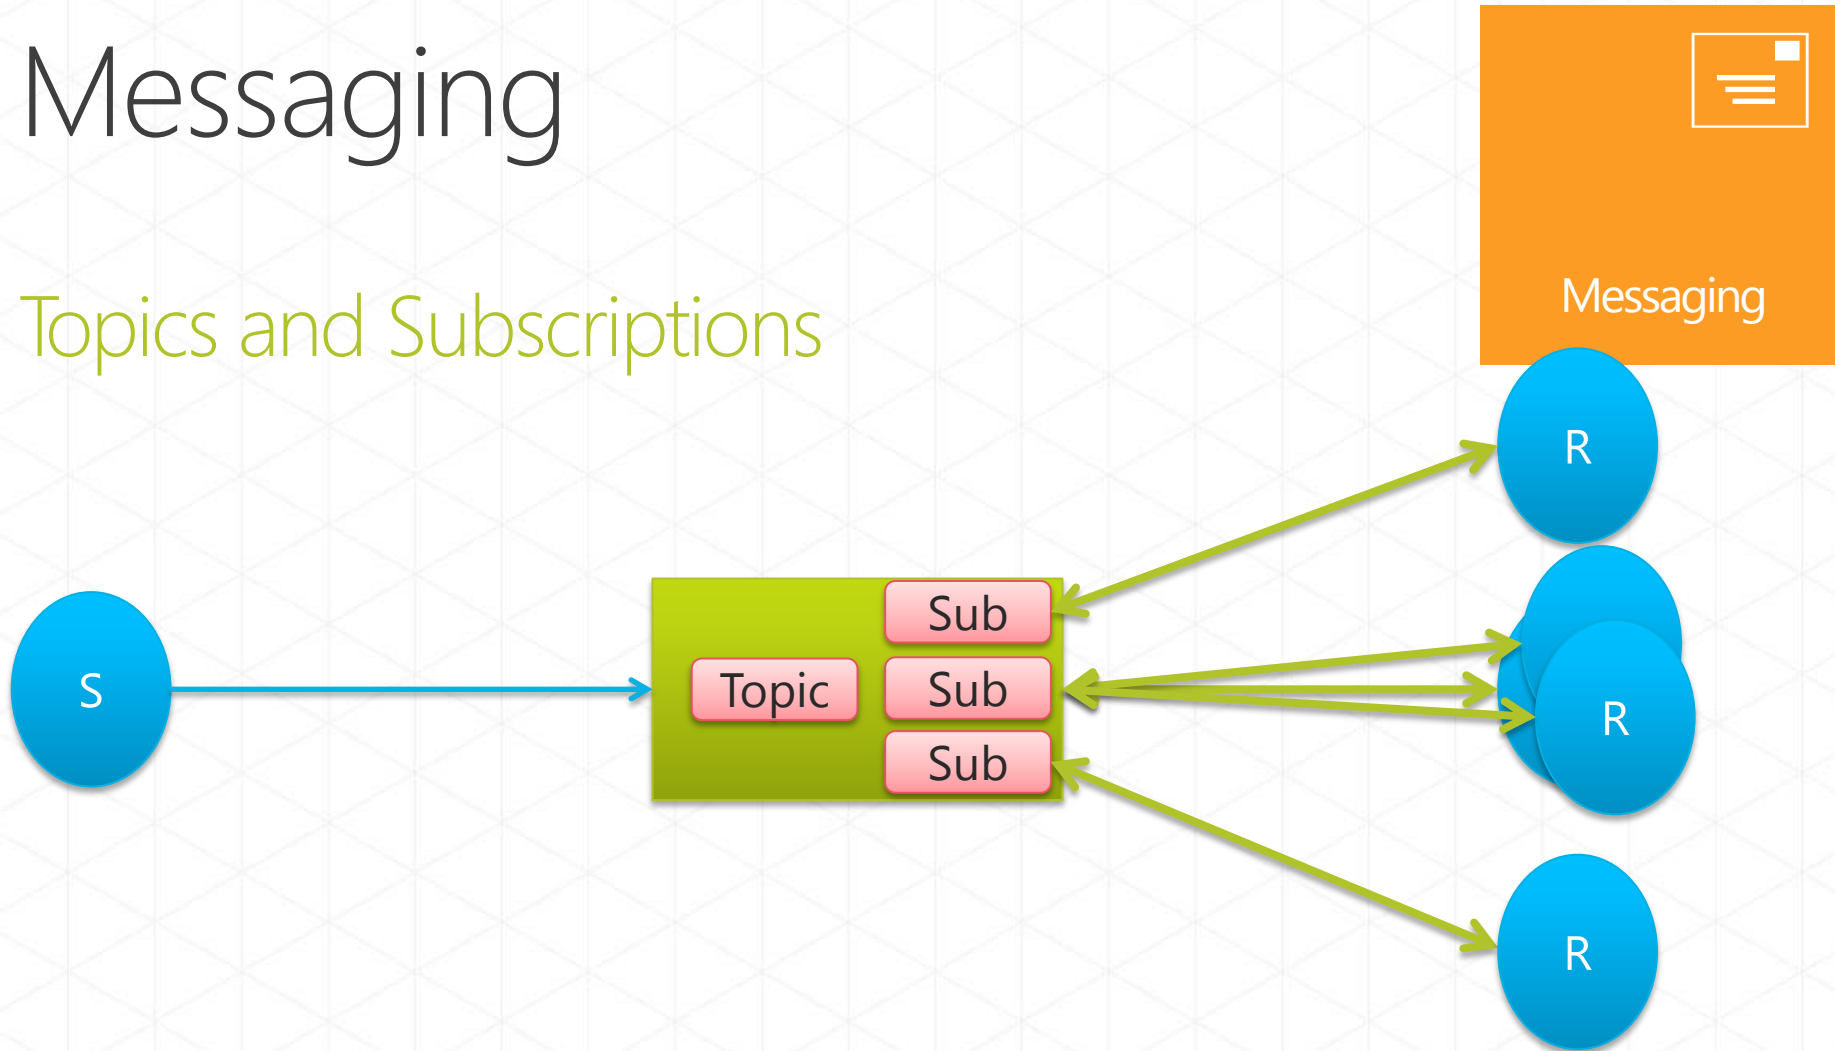 Messaging
Messaging
Topics and Subscriptions
R
Sub
S
Topic
Sub
R
Sub
R